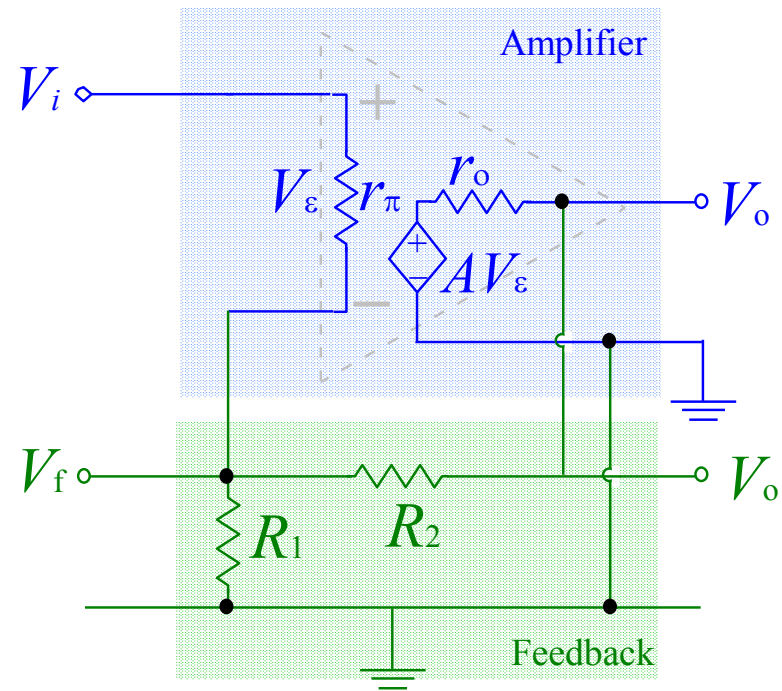 Amplifier
Vi
+
Vε
rπ
ro
Vo
+
−
AVε
−
Vf
Vo
R1
R2
Feedback